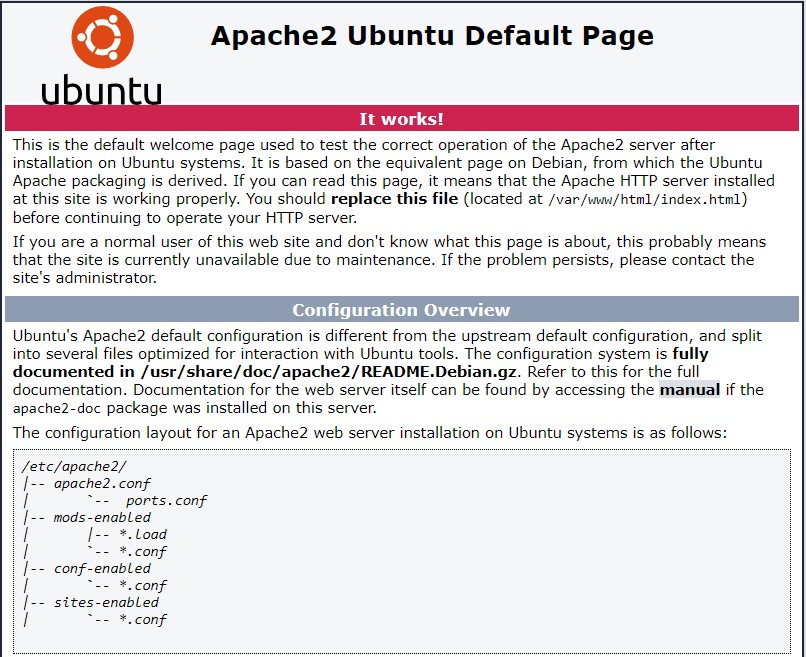 Apache2 Ubuntu Default Page
ubuntu
It works!
This is the default welcome page used to test the correct operation of the Apache2 server after
installation on Ubuntu systems. It is based on the equivalent page on Debian, from which the Ubuntu
Apache packaging is derived. If you can read this page, it means that the Apache HTTP server installed
at this site is working properly. You should replace this file (located at /var/www/html/index.html)
before continuing to operate your HTTP server.
If you are a normal user of this web site and don't know what this page is about, this probably means
that the site is currently unavailable due to maintenance. If the problem persists, please contact the
site's administrator.
Configuration Overview
Ubuntu's Apache2 default configuration is different from the upstream default configuration, and split
into several files optimized for interaction with Ubuntu tools. The configuration system is fully
documented in /usr/share/doc/apache2/README.Debian.gz. Refer to this for the full
documentation. Documentation for the web server itself can be found by accessing the manual if the
apache2-doc package was installed on this server.
The configuration layout for an Apache2 web server installation on Ubuntu systems is as follows:
/etc/apache2/
|-- apache2.conf
|       `--  ports.conf
|-- mods-enabled
|       |-- *.load
|       `-- *.conf
|-- conf-enabled
|       `-- *.conf
|-- sites-enabled
|       `-- *.conf